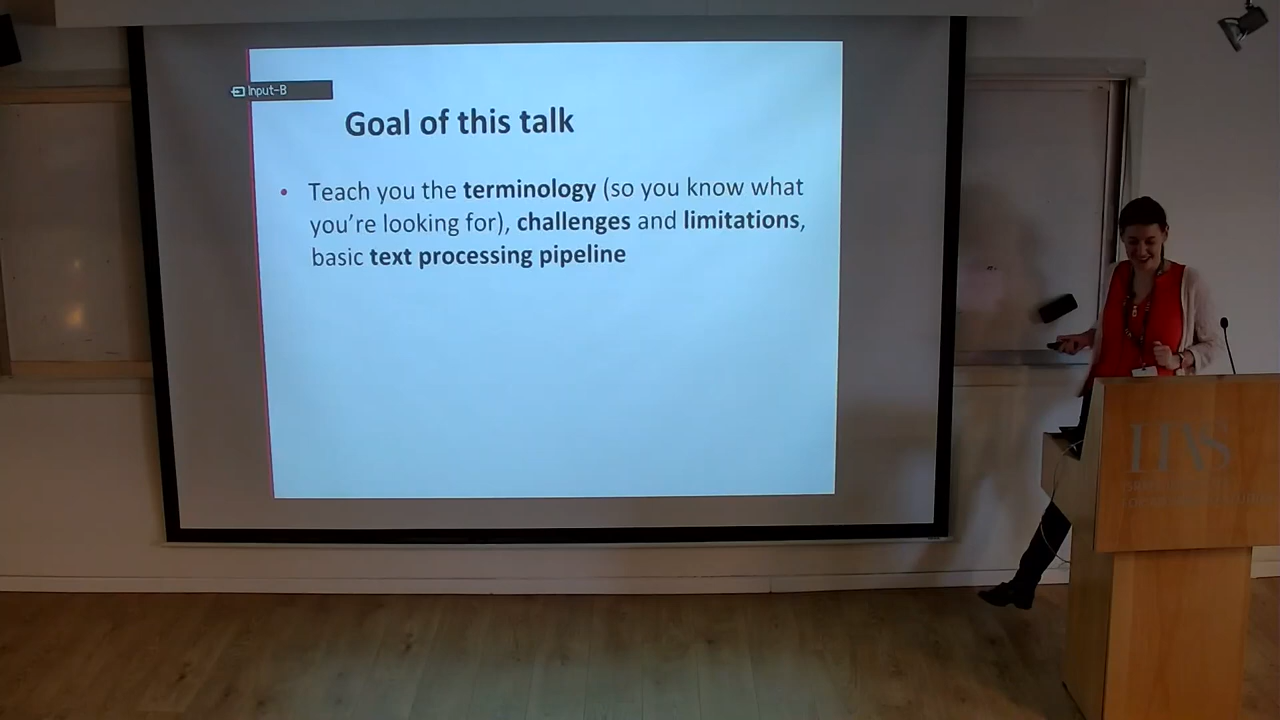 Input-B
Goal of this talk
• Teach you the terminology (so you know what
you're looking for), challenges and limitations,
basic text processing pipeline